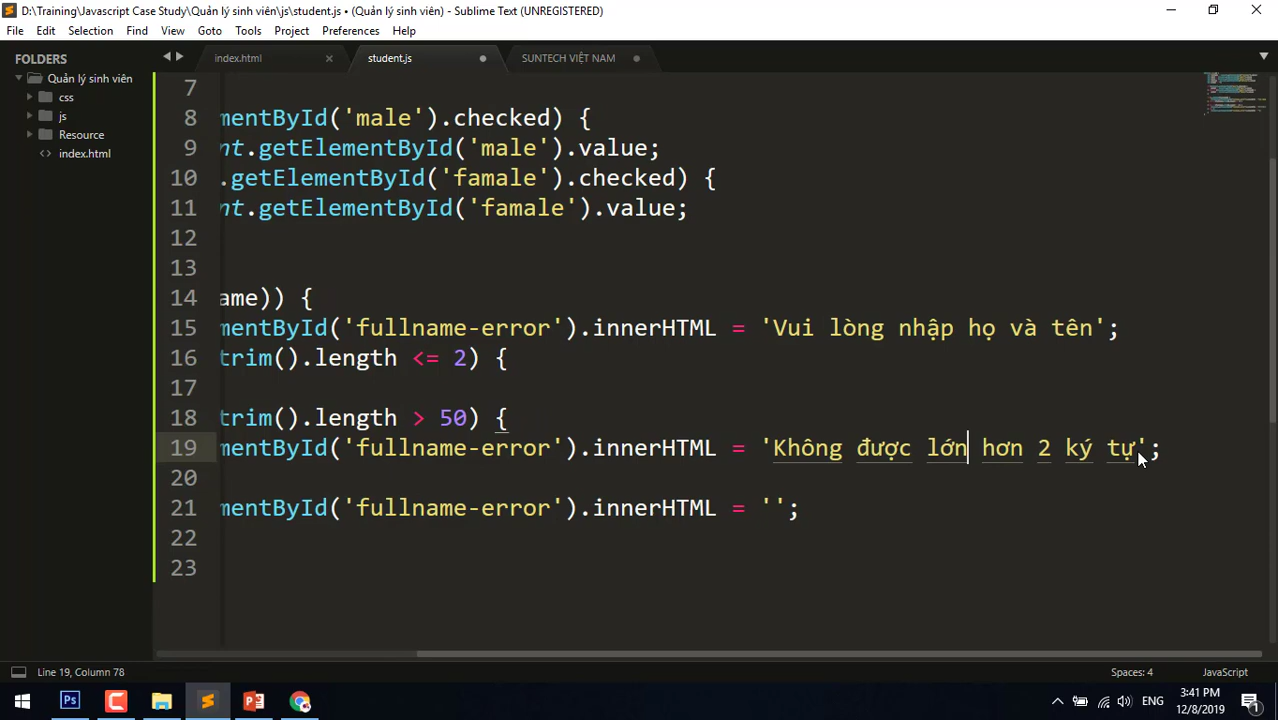 D:\Training\Javascript Case Study\Quản lý sinh viên\js\student.js • (Quản lý sinh viên) - Sublime Text (UNREGISTERED)
File Edit Selection Find View Goto Tools Project Preferences Help
FOLDERS
Quản lý sinh viên
css
js
Resource
index.html
index.html
student.js
SUNTECH VIỆT NAM
7
8 mentById('male').checked) {
9 nt.getElementById('male').value;
10 .getElementById('famale').checked) {
11 nt.getElementById('famale').value;
12
13
14 ame)) {
15 mentById('fullname-error').innerHTML = 'Vui lòng nhập họ và tên';
16 trim().length <= 2) {
17
18 trim().length > 50) {
19 mentById('fullname-error').innerHTML = 'Không được lớn hơn 2 ký tự';
20
21 mentById('fullname-error').innerHTML = '';
22
23
Line 19, Column 78
Spaces: 4
JavaScript
Ps
ENG
3:41 PM
12/8/2019
1